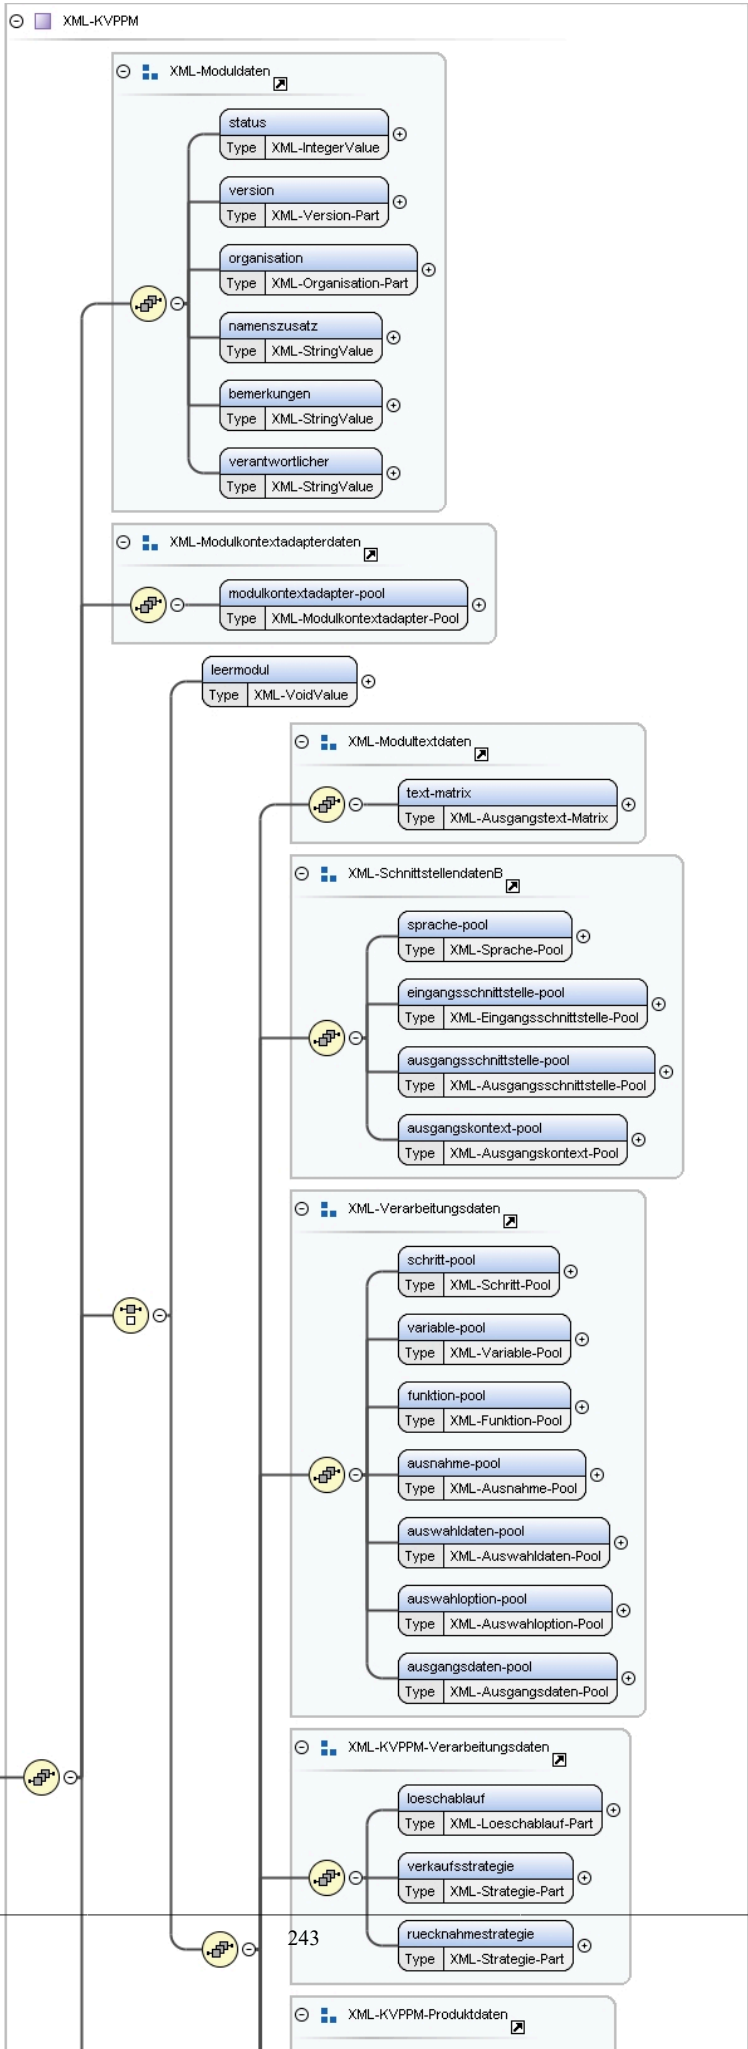 XML-KVPPM
XML-Moduldaten
status
Type XML-IntegerValue
version
Type XML-Version-Part
organisation
Type XML-Organisation-Part
namenszusatz
Type XML-StringValue
bemerkungen
Type XML-StringValue
verantwortlicher
Type XML-StringValue
XML-Modulkontextadapterdaten
modulkontextadapter-pool
Type XML-Modulkontextadapter-Pool
leermodul
Type XML-VoidValue
XML-Modultextdaten
text-matrix
Type XML-Ausgangstext-Matrix
XML-SchnittstellendatenB
sprache-pool
Type XML-Sprache-Pool
eingangsschnittstelle-pool
Type XML-Eingangsschnittstelle-Pool
ausgangsschnittstelle-pool
Type XML-Ausgangsschnittstelle-Pool
ausgangskontext-pool
Type XML-Ausgangskontext-Pool
XML-Verarbeitungsdaten
schritt-pool
Type XML-Schritt-Pool
variable-pool
Type XML-Variable-Pool
funktion-pool
Type XML-Funktion-Pool
ausnahme-pool
Type XML-Ausnahme-Pool
auswahldaten-pool
Type XML-Auswahldaten-Pool
auswahloption-pool
Type XML-Auswahloption-Pool
ausgangsdaten-pool
Type XML-Ausgangsdaten-Pool
XML-KVPPM-Verarbeitungsdaten
loeschablauf
Type XML-Loeschablauf-Part
verkaufsstrategie
Type XML-Strategie-Part
243
ruecknahmestrategie
Type XML-Strategie-Part
XML-KVPPM-Produktdaten